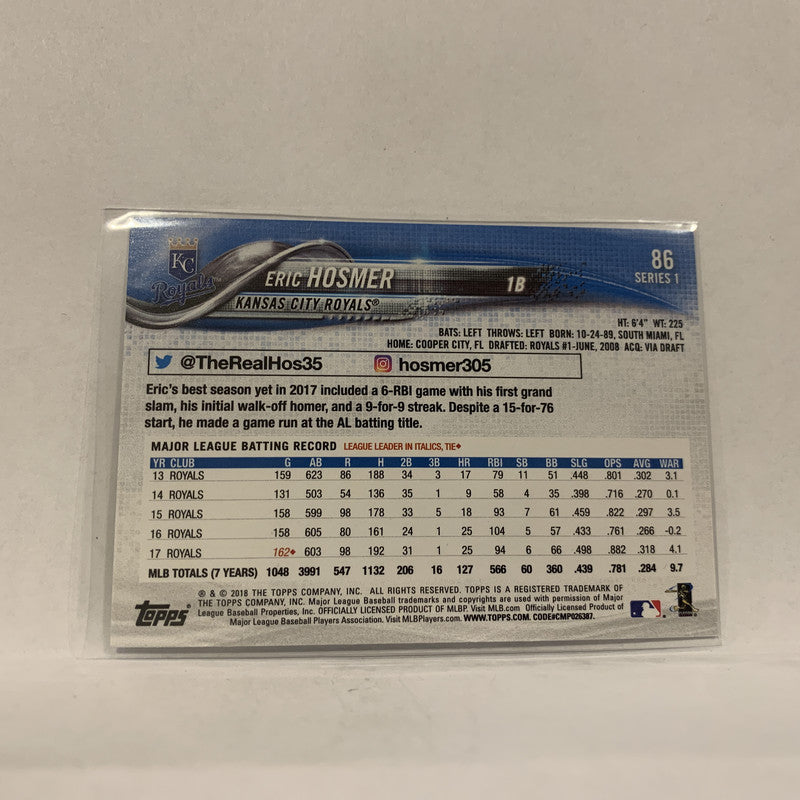 KC
Royals
ERIC HOSMER
1B
KANSAS CITY ROYALS®
86
SERIES 1
HT: 6'4" WT: 225
BATS: LEFT THROWS: LEFT BORN: 10-24-89, SOUTH MIAMI, FL
HOME: COOPER CITY, FL DRAFTED: ROYALS #1-JUNE, 2008 ACQ: VIA DRAFT
@TheRealHos35 hosmer305
Eric's best season yet in 2017 included a 6-RBI game with his first grand
slam, his initial walk-off homer, and a 9-for-9 streak. Despite a 15-for-76
start, he made a game run at the AL batting title.
MAJOR LEAGUE BATTING RECORD LEAGUE LEADER IN ITALICS, TIE♦
YR CLUB G AB R H 2B 3B HR RBI SB BB SLG OPS AVG WAR
13 ROYALS 159 623 86 188 34 3 17 79 11 51 .448 .801 .302 3.1
14 ROYALS 131 503 54 136 35 1 9 58 4 35 .398 .716 .270 0.1
15 ROYALS 158 599 98 178 33 5 18 93 7 61 .459 .822 .297 3.5
16 ROYALS 158 605 80 161 24 1 25 104 5 57 .433 .761 .266 -0.2
17 ROYALS 162♦ 603 98 192 31 1 25 94 6 66 .498 .882 .318 4.1
MLB TOTALS (7 YEARS) 1048 3991 547 1132 206 16 127 566 60 360 .439 .781 .284 9.7
® & © 2018 THE TOPPS COMPANY, INC. ALL RIGHTS RESERVED. TOPPS IS A REGISTERED TRADEMARK OF
THE TOPPS COMPANY, INC. Major League Baseball trademarks and copyrights are used with permission of Major
League Baseball Properties, Inc. OFFICIALLY LICENSED PRODUCT OF MLBP. Visit MLB.com Officially Licensed Product of
Major League Baseball Players Association. Visit MLBPlayers.com. WWW.TOPPS.COM. CODE#CMP026387.
TOPPS®